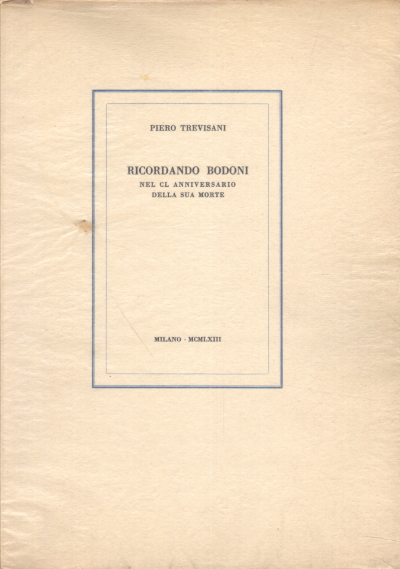 PIERO TREVISANI
RICORDANDO BODONI
NEL CL ANNIVERSARIO
DELLA SUA MORTE
MILANO - MCMLXIII